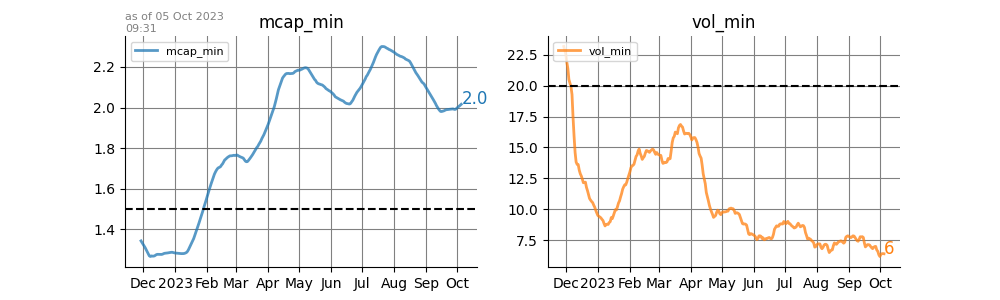 as of 05 Oct 2023
09:31
mcap_min
mcap_min
2.2
2.0
1.8
1.6
1.4
2.0
Dec 2023 Feb Mar Apr May Jun Jul Aug Sep Oct
vol_min
vol_min
22.5
20.0
17.5
15.0
12.5
10.0
7.5
6
Dec 2023 Feb Mar Apr May Jun Jul Aug Sep Oct